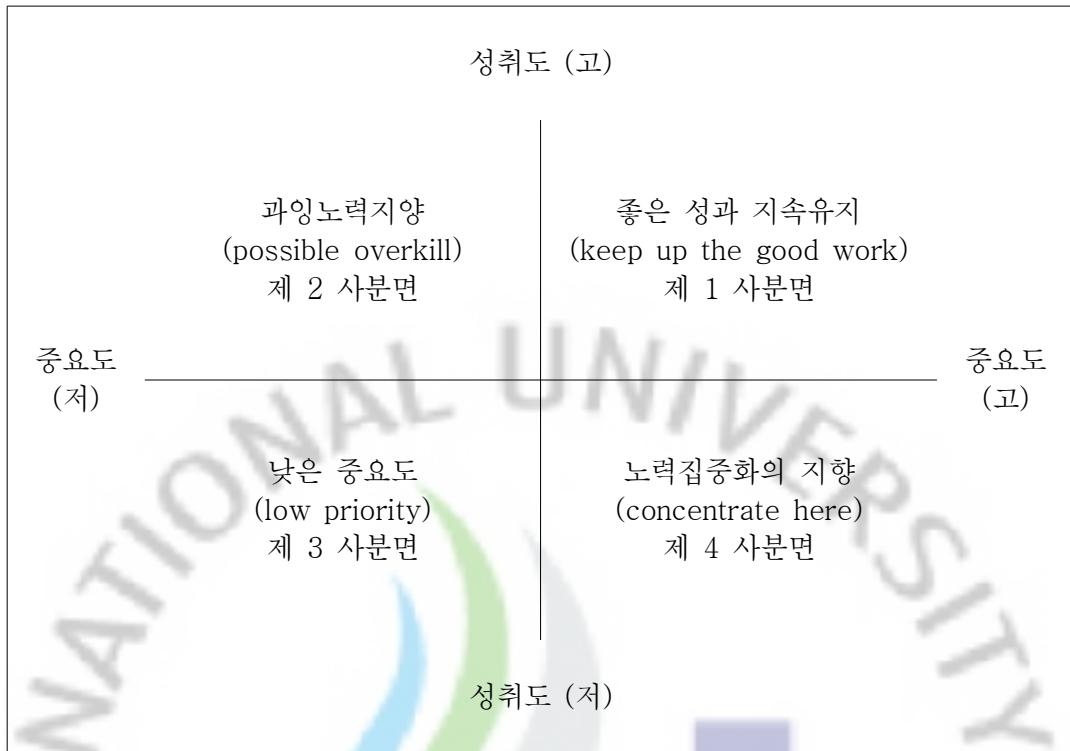 성취도 (고)
과잉노력지양
(possible overkill)
제 2 사분면
좋은 성과 지속유지
(keep up the good work)
제 1 사분면
중요도
(저)
중요도
(고)
낮은 중요도
(low priority)
제 3 사분면
노력집중화의 지향
(concentrate here)
제 4 사분면
성취도 (저)
NATIONAL UNIVERSITY